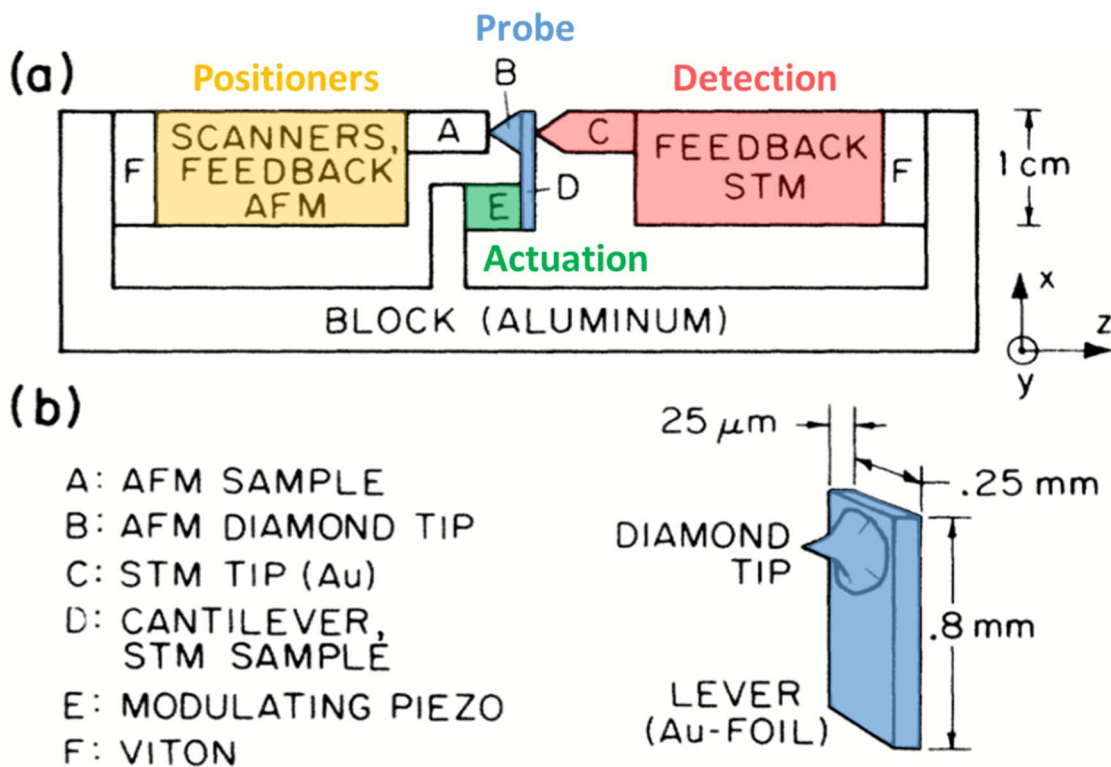 Probe
(a)
Positioners
B
Detection
F
SCANNERS,
FEEDBACK
AFM
A
C
FEEDBACK
STM
F
1 cm
D
E
Actuation
BLOCK (ALUMINUM)
x
z
y
(b)
25 μm
.25 mm
A: AFM SAMPLE
B: AFM DIAMOND TIP
C: STM TIP (Au)
D: CANTILEVER,
STM SAMPLE
E: MODULATING PIEZO
F: VITON
DIAMOND
TIP
.8 mm
LEVER
(Au-FOIL)